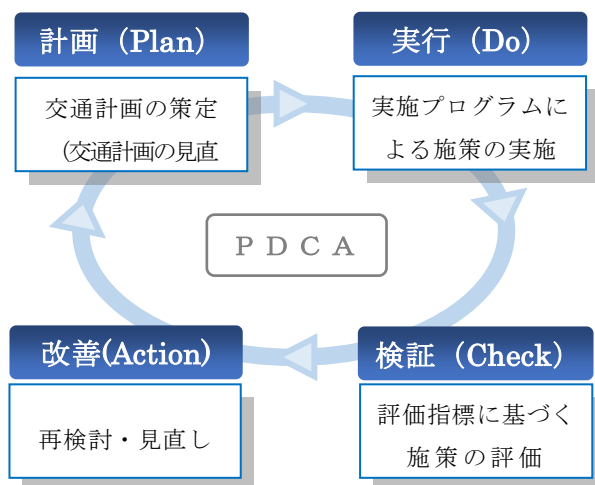 計画（Plan）
交通計画の策定
（交通計画の見直
実行（Do）
実施プログラムに
よる施策の実施
ＰＤＣＡ
改善(Action)
再検討・見直し
検証（Check）
評価指標に基づく
施策の評価